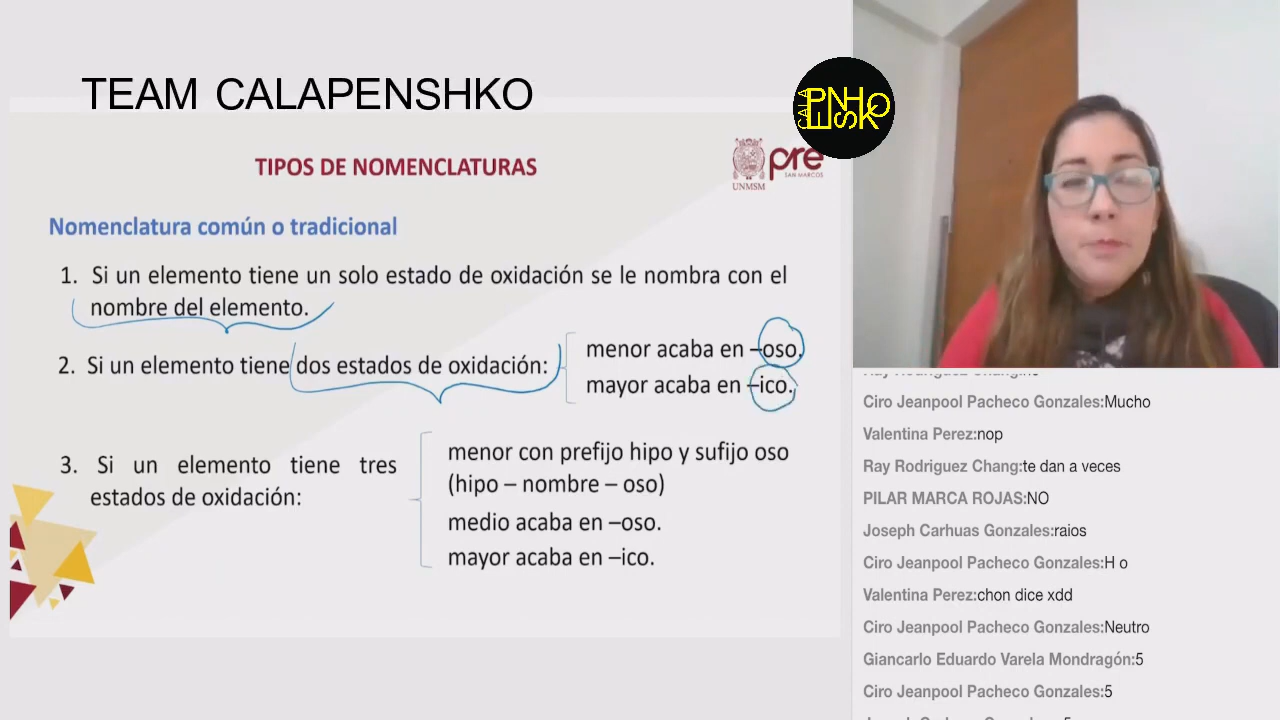 TEAM CALAPENSHKO
CALA
PENHSKO
TIPOS DE NOMENCLATURAS
UNMSM
pre
SAN MARCOS
Nomenclatura común o tradicional
1. Si un elemento tiene un solo estado de oxidación se le nombra con el
nombre del elemento.
2. Si un elemento tiene dos estados de oxidación:
menor acaba en –oso.
mayor acaba en –ico.
3. Si un elemento tiene tres
estados de oxidación:
menor con prefijo hipo y sufijo oso
(hipo – nombre – oso)
medio acaba en –oso.
mayor acaba en –ico.
Ciro Jeanpool Pacheco Gonzales:Mucho
Valentina Perez:nop
Ray Rodriguez Chang:te dan a veces
PILAR MARCA ROJAS:NO
Joseph Carhuas Gonzales:raios
Ciro Jeanpool Pacheco Gonzales:H o
Valentina Perez:chon dice xdd
Ciro Jeanpool Pacheco Gonzales:Neutro
Giancarlo Eduardo Varela Mondragón:5
Ciro Jeanpool Pacheco Gonzales:5